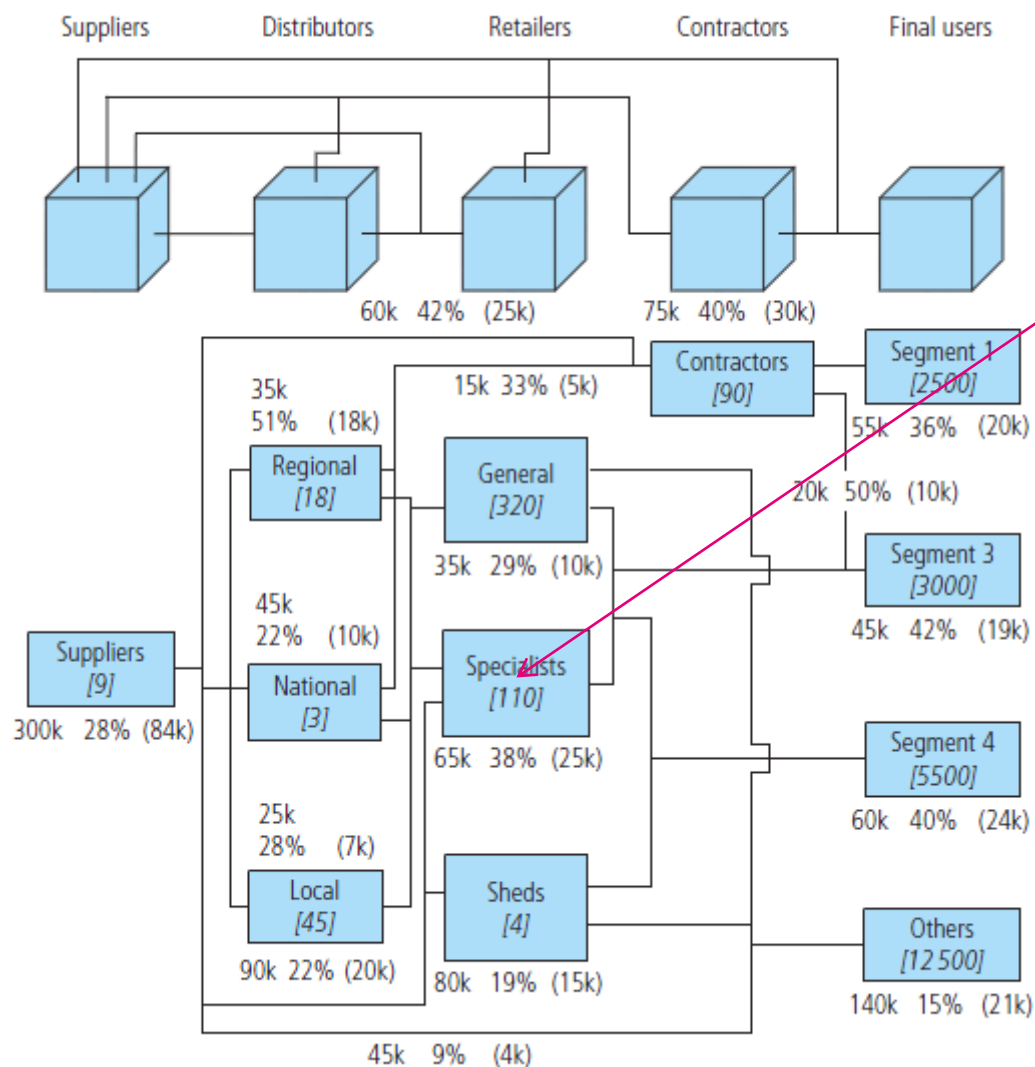 Suppliers Distributors Retailers Contractors Final users
60k 42% (25k) 75k 40% (30k)
Contractors
[90]
Segment 1
[2500]
15k 33% (5k)
55k 36% (20k)
35k
51% (18k)
Regional
[18]
General
[320]
20k 50% (10k)
35k 29% (10k)
Segment 3
[3000]
45k 42% (19k)
45k
22% (10k)
Suppliers
[9]
300k 28% (84k)
National
[3]
Specialists
[110]
65k 38% (25k)
Segment 4
[5500]
60k 40% (24k)
25k
28% (7k)
Local
[45]
90k 22% (20k)
Sheds
[4]
80k 19% (15k)
Others
[12 500]
140k 15% (21k)
45k 9% (4k)